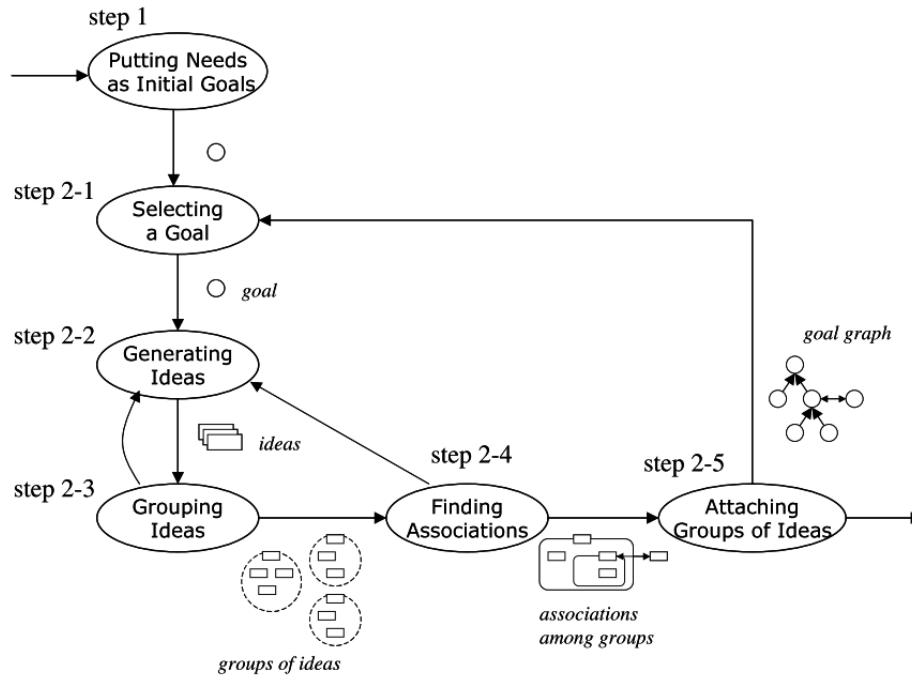 step 1
Putting Needs
as Initial Goals
step 2-1
Selecting
a Goal
goal
step 2-2
Generating
Ideas
goal graph
ideas
step 2-4
step 2-5
step 2-3
Grouping
Ideas
Finding
Associations
Attaching
Groups of Ideas
associations
among groups
groups of ideas